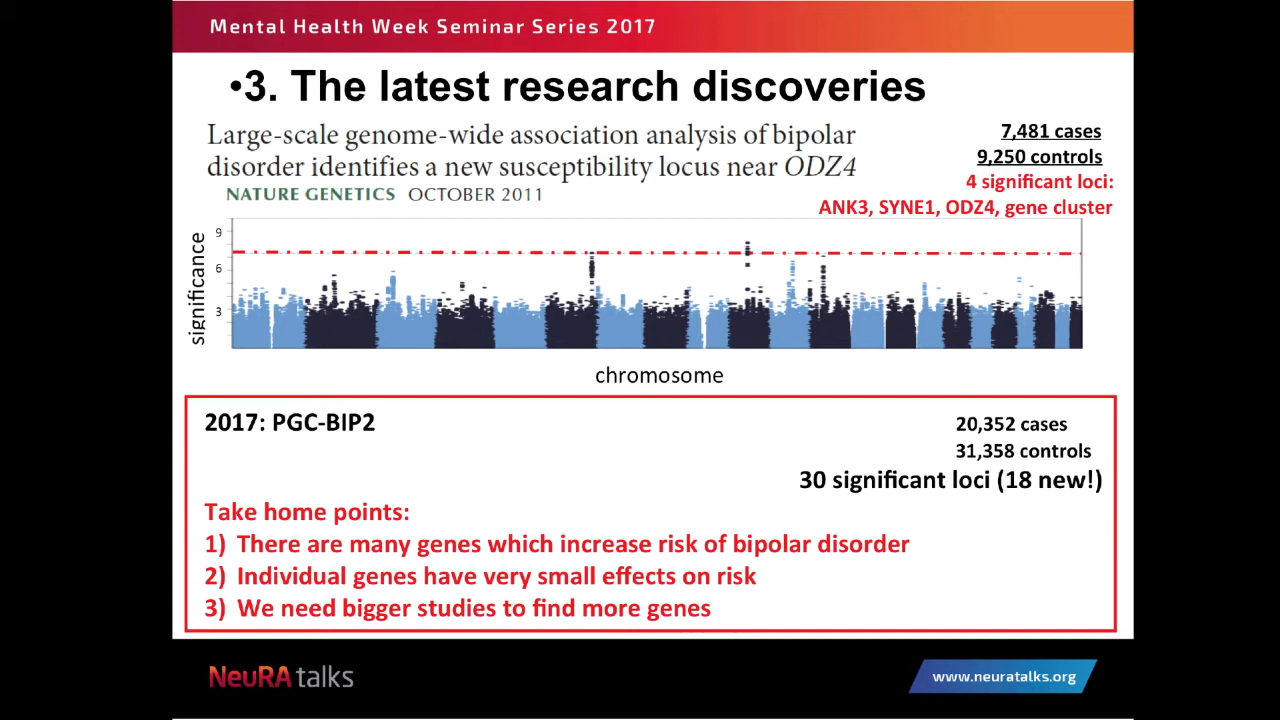 Mental Health Week Seminar Series 2017
•3. The latest research discoveries
Large-scale genome-wide association analysis of bipolar
disorder identifies a new susceptibility locus near ODZ4
NATURE GENETICS OCTOBER 2011
7,481 cases
9,250 controls
4 significant loci:
ANK3, SYNE1, ODZ4, gene cluster
significance
9
6
3
chromosome
2017: PGC-BIP2
20,352 cases
31,358 controls
30 significant loci (18 new!)
Take home points:
1) There are many genes which increase risk of bipolar disorder
2) Individual genes have very small effects on risk
3) We need bigger studies to find more genes
NeuRA talks
www.neuratalks.org